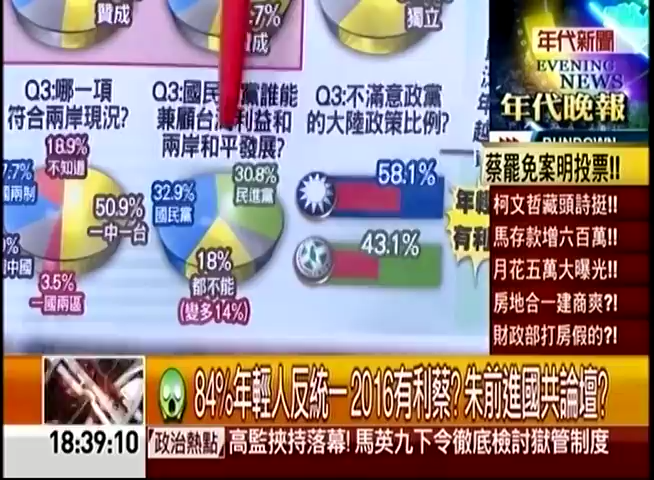 贊成
7%
贊成
獨立
年代新聞
EVENING
NEWS
年代晚報
Q3:哪一項
符合兩岸現況?
18.9%
不知道
7.7%
國兩制
50.9%
一中一台
3.5%
一國兩區
Q3:國民 黨誰能
兼顧台灣利益和
兩岸和平發展?
32.9%
國民黨
30.8%
民進黨
18%
都不能
(變多14%)
Q3:不滿意政黨
的大陸政策比例?
58.1%
43.1%
有利
蔡罷免案明投票!!
柯文哲藏頭詩挺!!
馬存款增六百萬!!
月花五萬大曝光!!
房地合一建商爽?!
財政部打房假的?!
84%年輕人反統一 2016有利蔡? 朱前進國共論壇?
18:39:10
政治熱點
高監挾持落幕! 馬英九下令徹底檢討獄管制度